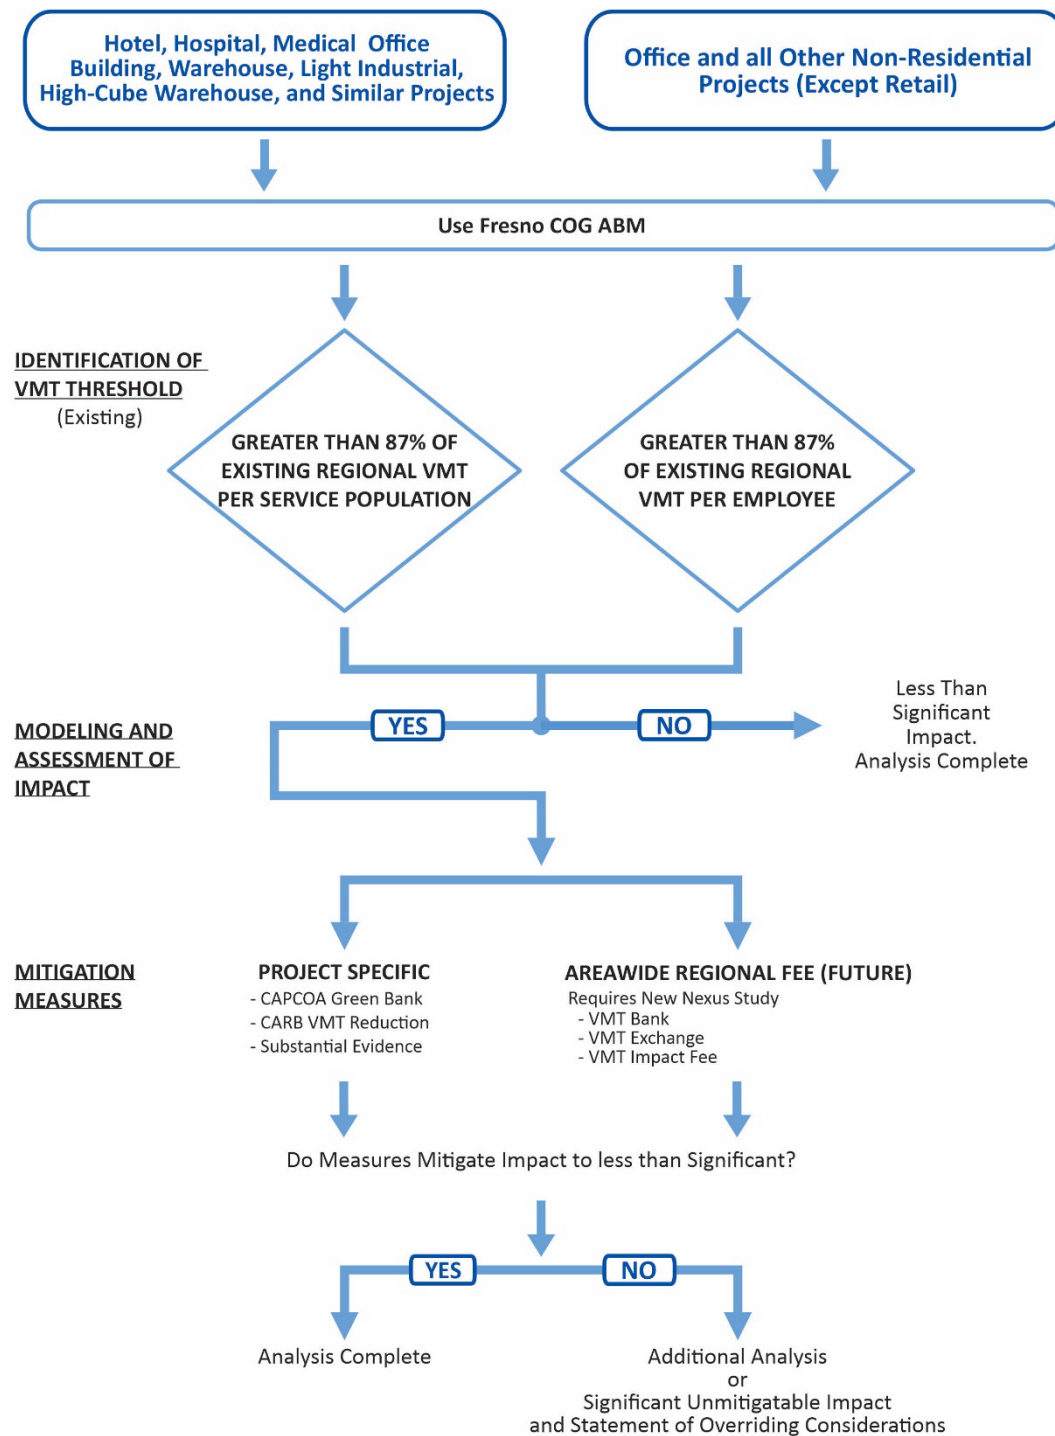 Hotel, Hospital, Medical Office
Building, Warehouse, Light Industrial,
High-Cube Warehouse, and Similar Projects
Office and all Other Non-Residential
Projects (Except Retail)
Use Fresno COG ABM
IDENTIFICATION OF
VMT THRESHOLD
(Existing)
GREATER THAN 87% OF
EXISTING REGIONAL VMT
PER SERVICE POPULATION
GREATER THAN 87%
OF EXISTING REGIONAL
VMT PER EMPLOYEE
MODELING AND
ASSESSMENT OF
IMPACT
YES
NO
Less Than
Significant
Impact.
Analysis Complete
MITIGATION
MEASURES
PROJECT SPECIFIC
- CAPCOA Green Bank
- CARB VMT Reduction
- Substantial Evidence
AREAWIDE REGIONAL FEE (FUTURE)
Requires New Nexus Study
- VMT Bank
- VMT Exchange
- VMT Impact Fee
Do Measures Mitigate Impact to less than Significant?
YES
NO
Analysis Complete
Additional Analysis
or
Significant Unmitigatable Impact
and Statement of Overriding Considerations